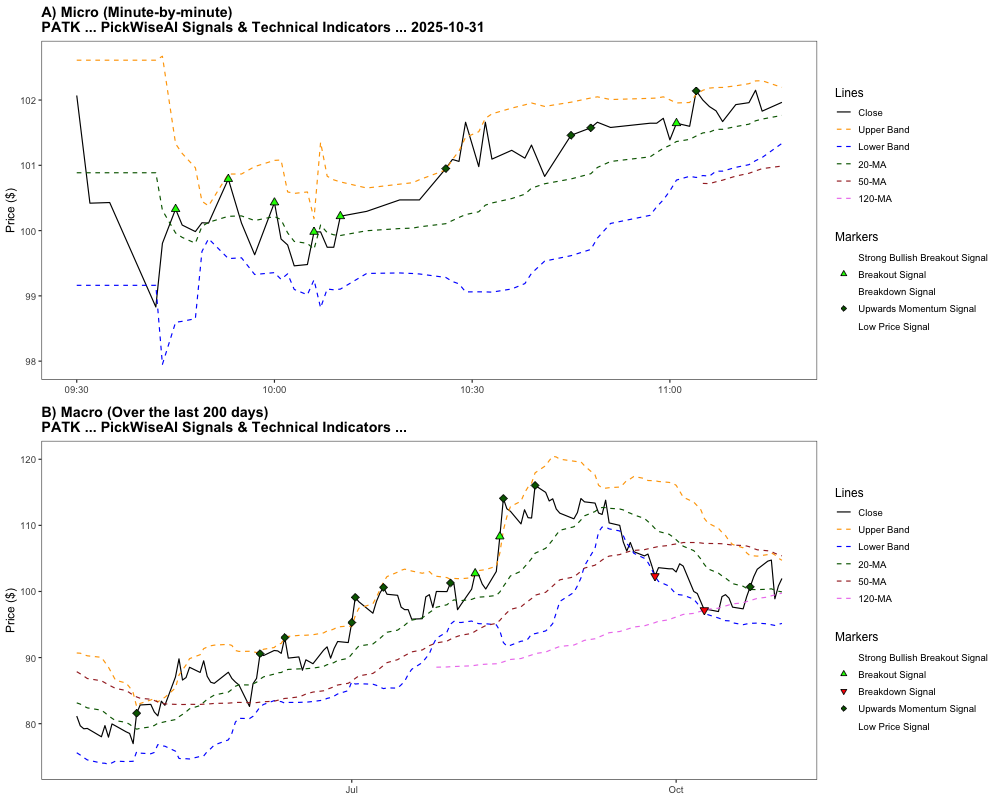 A) Micro (Minute-by-minute)
PATK ... PickWiseAI Signals & Technical Indicators ... 2025-10-31
Price ($)
102
101
100
99
98
09:30
10:00
10:30
11:00
Lines
Close
Upper Band
Lower Band
20-MA
50-MA
120-MA
Markers
Strong Bullish Breakout Signal
Breakout Signal
Breakdown Signal
Upwards Momentum Signal
Low Price Signal
B) Macro (Over the last 200 days)
PATK ... PickWiseAI Signals & Technical Indicators ...
Price ($)
120
110
100
90
80
Jul
Oct
Lines
Close
Upper Band
Lower Band
20-MA
50-MA
120-MA
Markers
Strong Bullish Breakout Signal
Breakout Signal
Breakdown Signal
Upwards Momentum Signal
Low Price Signal